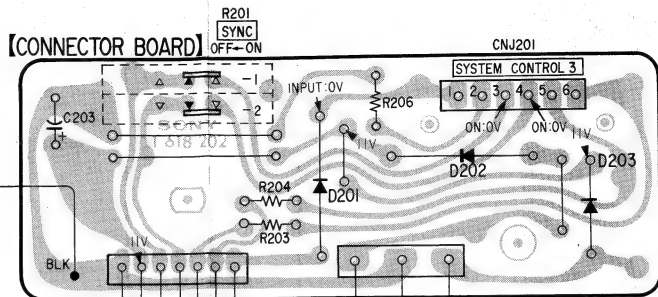 R201
SYNC
OFF←ON
【CONNECTOR BOARD】
CNJ201
SYSTEM CONTROL 3
1 2 3 4 5 6
-1
2
INPUT:0V
R206
C203
+
SONY
1 618 202
11V
ON:0V
ON:0V
11V
D202
D203
R204
D201
R203
11V
BLK